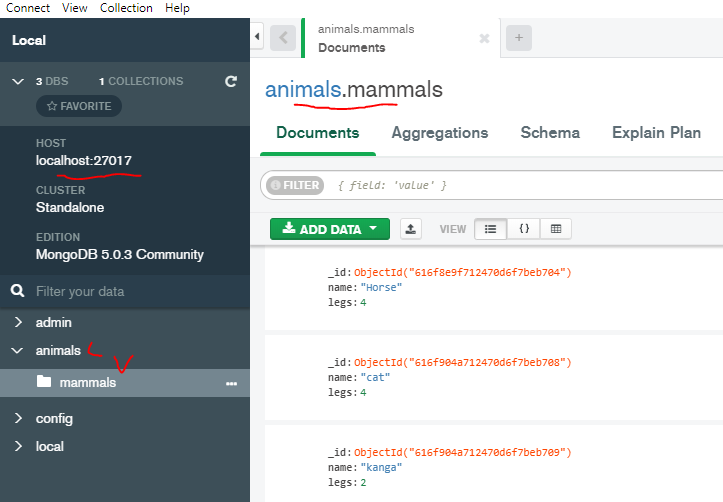 Connect View Collection Help
Local
3 DBS 1 COLLECTIONS
FAVORITE
HOST
localhost:27017
CLUSTER
Standalone
EDITION
MongoDB 5.0.3 Community
Filter your data
admin
animals
mammals
config
local
animals.mammals
Documents
animals.mammals
Documents Aggregations Schema Explain Plan
FILTER { field: 'value' }
ADD DATA VIEW {}
_id:ObjectId("616f8e9f712470d6f7beb704")
name:"Horse"
legs:4
_id:ObjectId("616f904a712470d6f7beb708")
name:"cat"
legs:4
_id:ObjectId("616f904a712470d6f7beb709")
name:"kanga"
legs:2